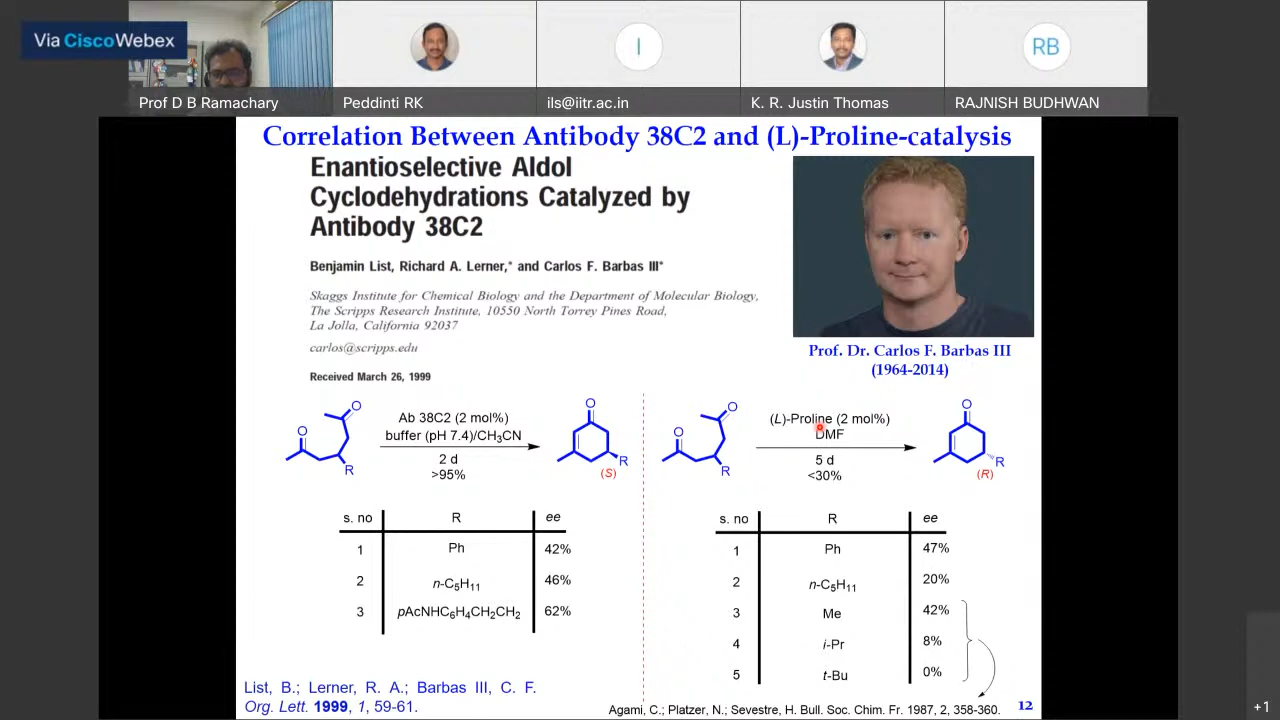 Via CiscoWebex
I
RB
Prof D B Ramachary
Peddinti RK
ils@iitr.ac.in
K. R. Justin Thomas
RAJNISH BUDHWAN
Correlation Between Antibody 38C2 and (L)-Proline-catalysis
Enantioselective Aldol
Cyclodehydrations Catalyzed by
Antibody 38C2
Benjamin List, Richard A. Lerner,* and Carlos F. Barbas III*
Skaggs Institute for Chemical Biology and the Department of Molecular Biology,
The Scripps Research Institute, 10550 North Torrey Pines Road,
La Jolla, California 92037
carlos@scripps.edu
Received March 26, 1999
Prof. Dr. Carlos F. Barbas III
(1964-2014)
O
O
R
Ab 38C2 (2 mol%)
buffer (pH 7.4)/CH₃CN
2 d
>95%
O
R
(S)
s. no R ee
1 Ph 42%
2 n-C₅H₁₁ 46%
3 pAcNHC₆H₄CH₂CH₂ 62%
O
O
R
(L)-Proline (2 mol%)
DMF
5 d
<30%
O
R
(R)
s. no R ee
1 Ph 47%
2 n-C₅H₁₁ 20%
3 Me 42%
4 i-Pr 8%
5 t-Bu 0%
List, B.; Lerner, R. A.; Barbas III, C. F.
Org. Lett. 1999, 1, 59-61.
Agami, C.; Platzer, N.; Sevestre, H. Bull. Soc. Chim. Fr. 1987, 2, 358-360.
12
+1